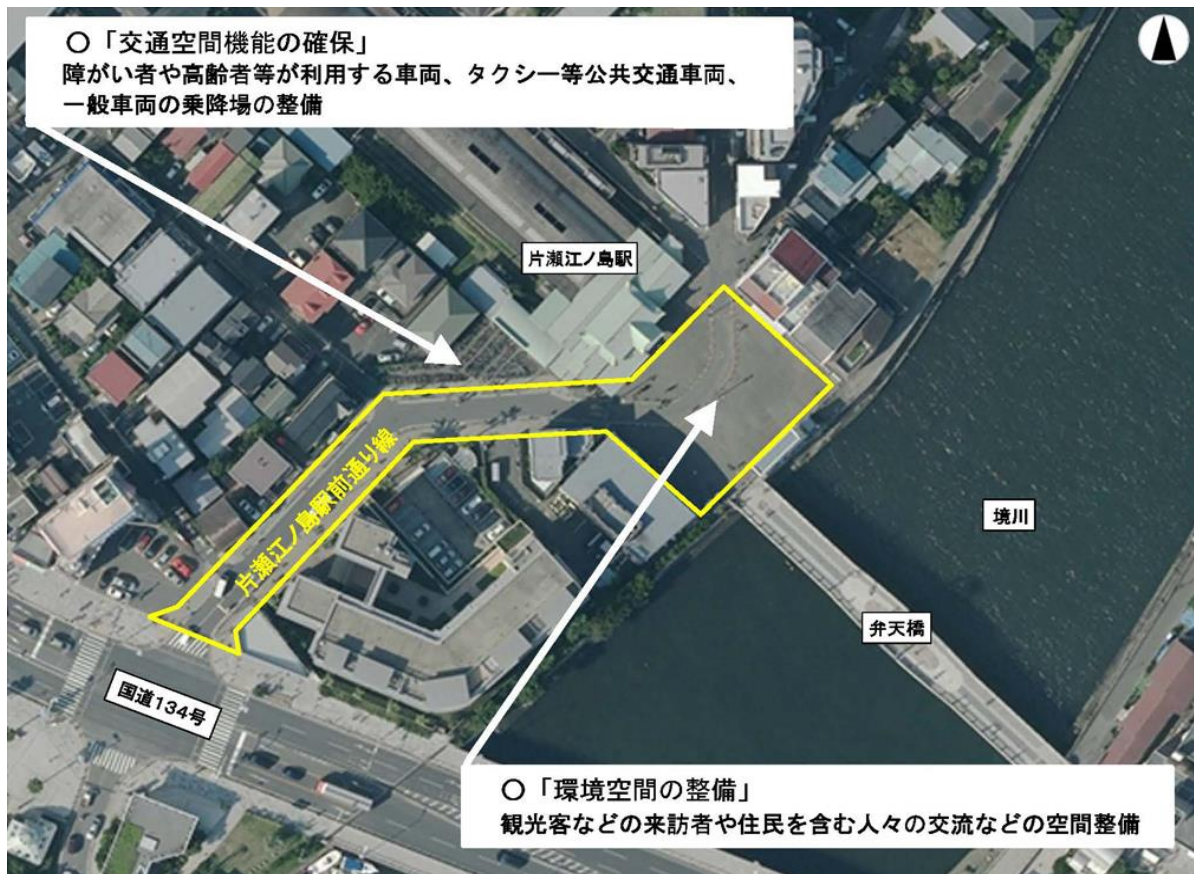 ○「交通空間機能の確保」
障がい者や高齢者等が利用する車両、タクシー等公共交通車両、
一般車両の乗降場の整備
片瀬江ノ島駅
片瀬江ノ島駅前通り線
境川
弁天橋
国道134号
○「環境空間の整備」
観光客などの来訪者や住民を含む人々の交流などの空間整備